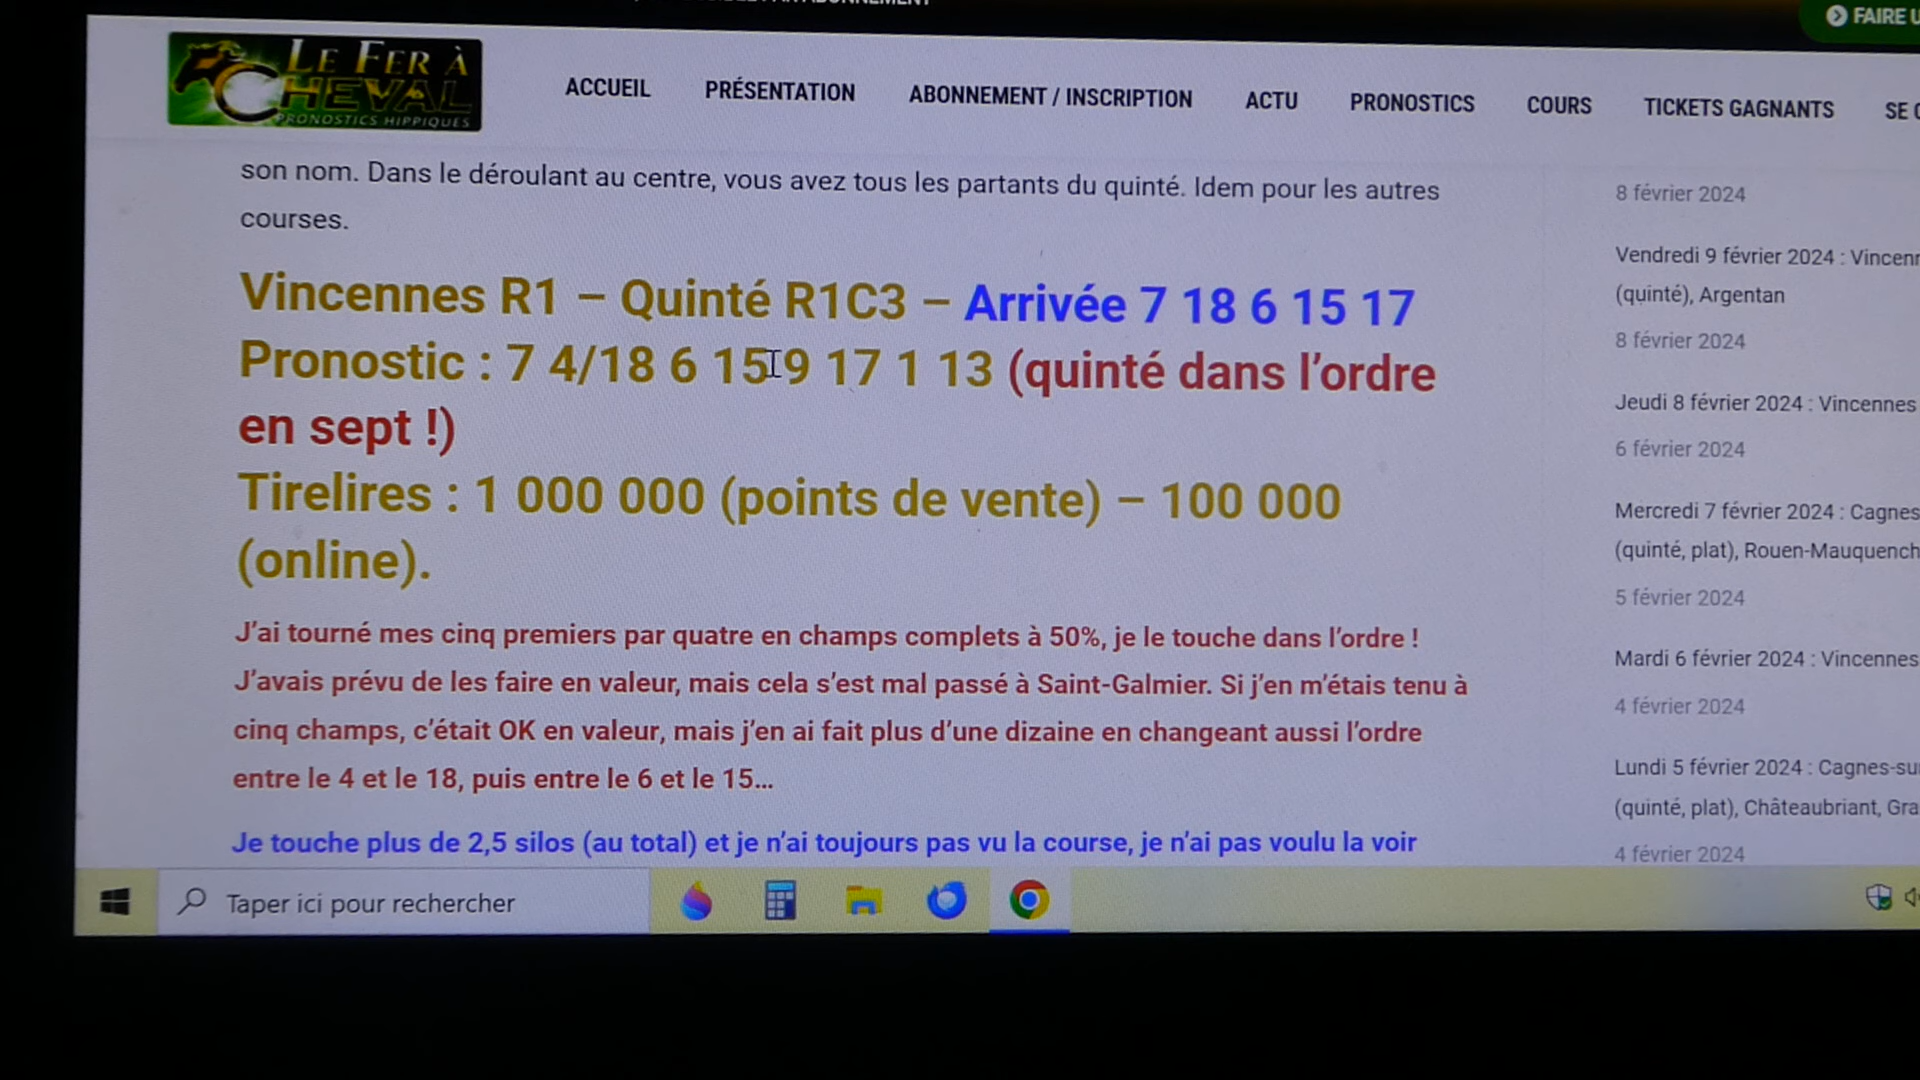 FAIRE
LE FER À
CHEVAL
PRONOSTICS HIPPIQUES
ACCUEIL PRÉSENTATION ABONNEMENT / INSCRIPTION ACTU PRONOSTICS COURS TICKETS GAGNANTS SE
son nom. Dans le déroulant au centre, vous avez tous les partants du quinté. Idem pour les autres
courses.
Vincennes R1 – Quinté R1C3 – Arrivée 7 18 6 15 17
Pronostic : 7 4/18 6 15 9 17 1 13 (quinté dans l’ordre
en sept !)
Tirelires : 1 000 000 (points de vente) – 100 000
(online).
J’ai tourné mes cinq premiers par quatre en champs complets à 50%, je le touche dans l’ordre !
J’avais prévu de les faire en valeur, mais cela s’est mal passé à Saint-Galmier. Si j’en m’étais tenu à
cinq champs, c’était OK en valeur, mais j’en ai fait plus d’une dizaine en changeant aussi l’ordre
entre le 4 et le 18, puis entre le 6 et le 15…
Je touche plus de 2,5 silos (au total) et je n’ai toujours pas vu la course, je n’ai pas voulu la voir
8 février 2024
Vendredi 9 février 2024 : Vincenn
(quinté), Argentan
8 février 2024
Jeudi 8 février 2024 : Vincennes
6 février 2024
Mercredi 7 février 2024 : Cagnes
(quinté, plat), Rouen-Mauquench
5 février 2024
Mardi 6 février 2024 : Vincennes
4 février 2024
Lundi 5 février 2024 : Cagnes-su
(quinté, plat), Châteaubriant, Gra
4 février 2024
Taper ici pour rechercher